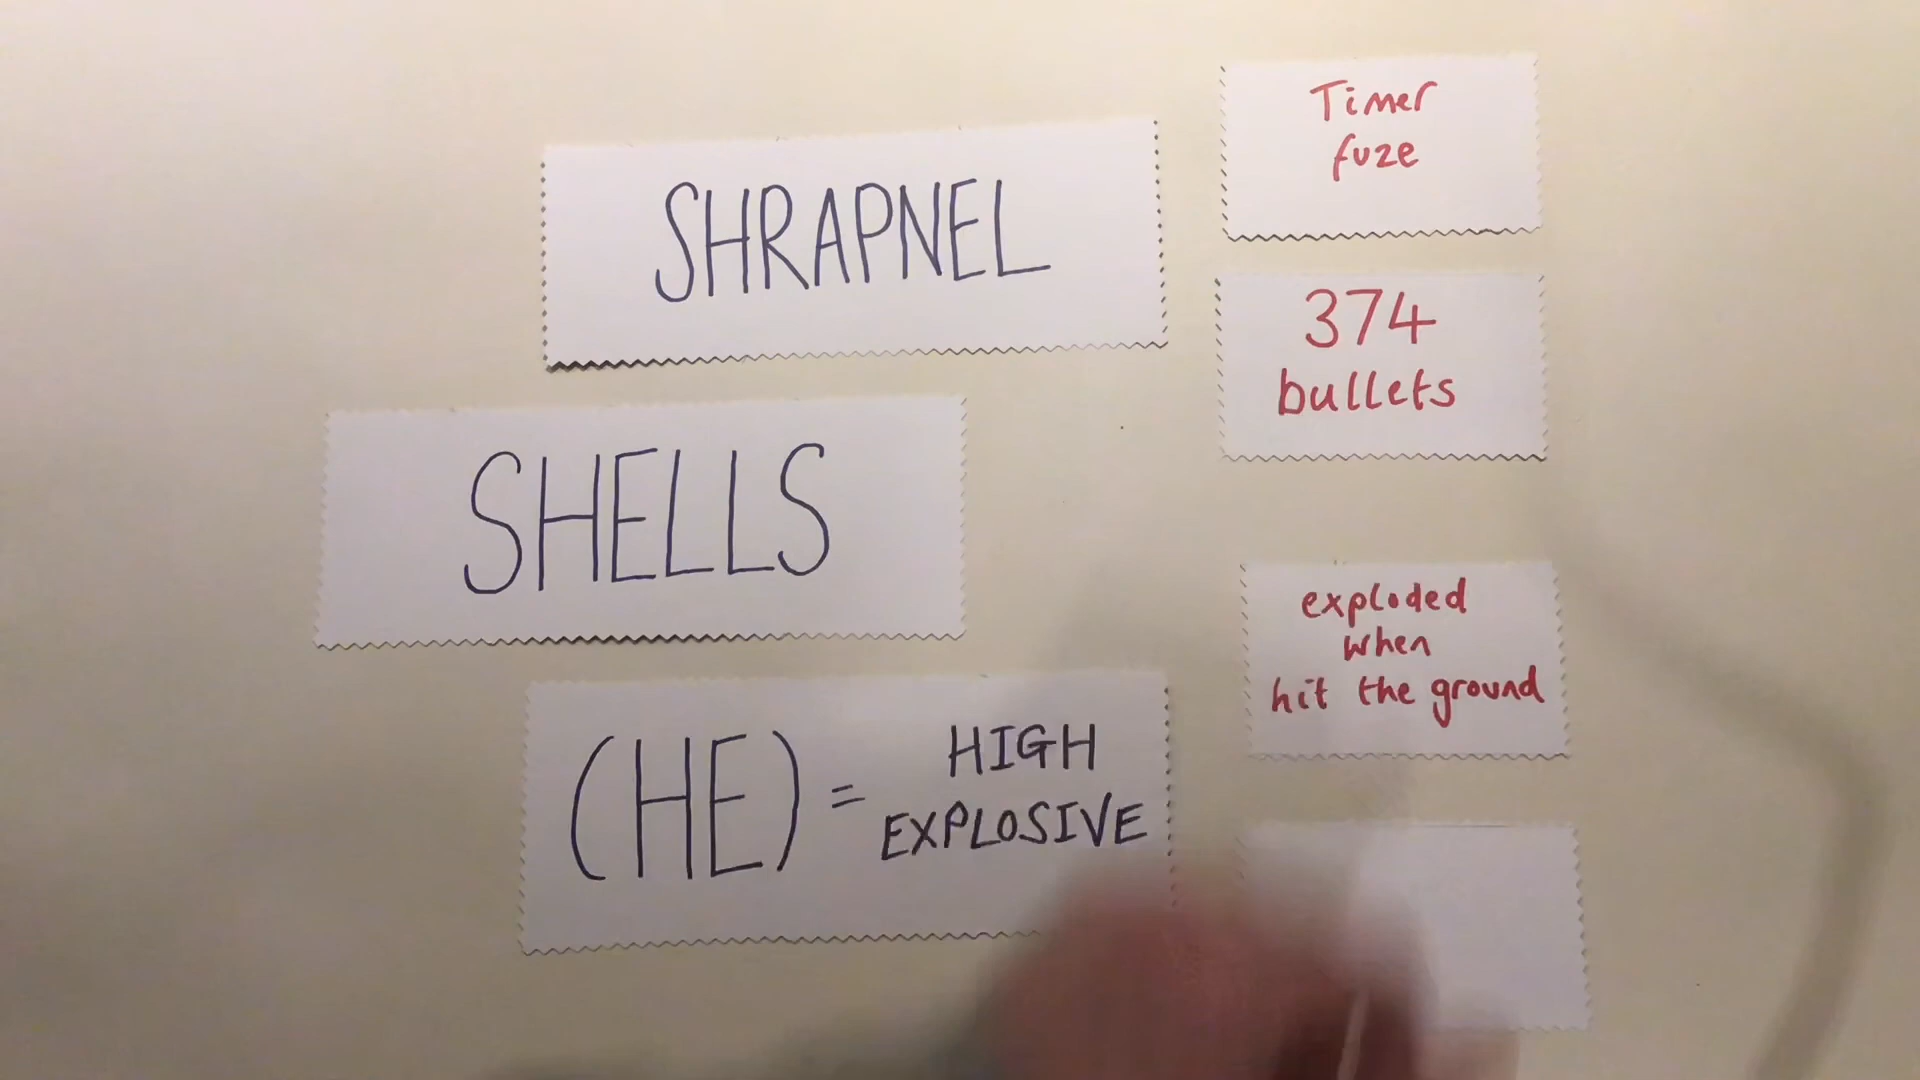 SHRAPNEL
Timer
fuze
374
bullets
SHELLS
exploded
when
hit the ground
(HE) = HIGH
EXPLOSIVE